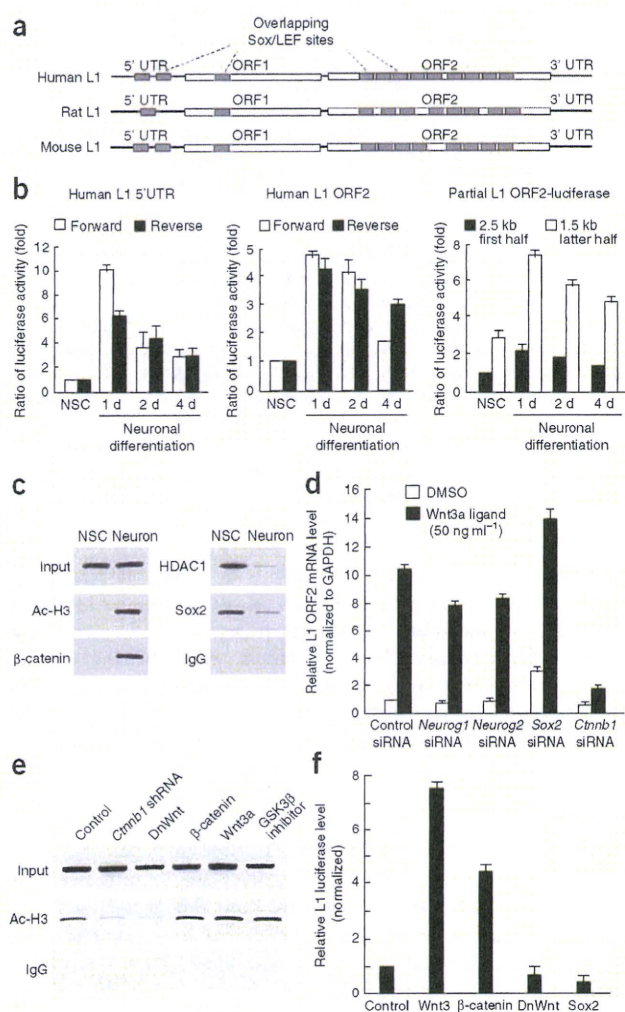 a
Overlapping
Sox/LEF sites
5' UTR ORF1 ORF2 3' UTR
Human L1
5' UTR ORF1 ORF2 3' UTR
Rat L1
5' UTR ORF1 ORF2 3' UTR
Mouse L1
b
Human L1 5'UTR
Forward Reverse
Ratio of luciferase activity (fold)
12
10
8
6
4
2
0
NSC 1 d 2 d 4 d
Neuronal
differentiation
Human L1 ORF2
Forward Reverse
Ratio of luciferase activity (fold)
5
4
3
2
1
0
NSC 1 d 2 d 4 d
Neuronal
differentiation
Partial L1 ORF2-luciferase
2.5 kb 1.5 kb
first half latter half
Ratio of luciferase activity (fold)
8
6
4
2
0
NSC 1 d 2 d 4 d
Neuronal
differentiation
c
NSC Neuron
Input
Ac-H3
β-catenin
NSC Neuron
HDAC1
Sox2
IgG
d
DMSO
Wnt3a ligand
(50 ng ml⁻¹)
Relative L1 ORF2 mRNA level
(normalized to GAPDH)
16
14
12
10
8
6
4
2
0
Control Neurog1 Neurog2 Sox2 Ctnnb1
siRNA siRNA siRNA siRNA siRNA
e
Control
Ctnnb1 shRNA
DnWnt
β-catenin
Wnt3a
GSK3β
inhibitor
Input
Ac-H3
IgG
f
Relative L1 luciferase level
(normalized)
8
6
4
2
0
Control Wnt3 β-catenin DnWnt Sox2